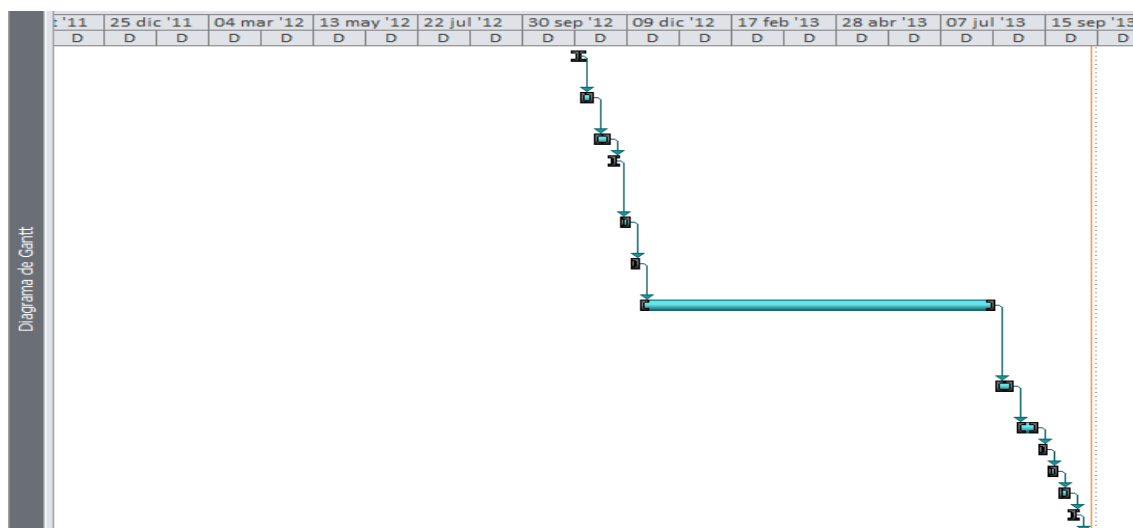 t '11 25 dic '11 04 mar '12 13 may '12 22 jul '12 30 sep '12 09 dic '12 17 feb '13 28 abr '13 07 jul '13 15 sep '13
D D D D D D D D D D D D D D D D D D D D D
Diagrama de Gantt